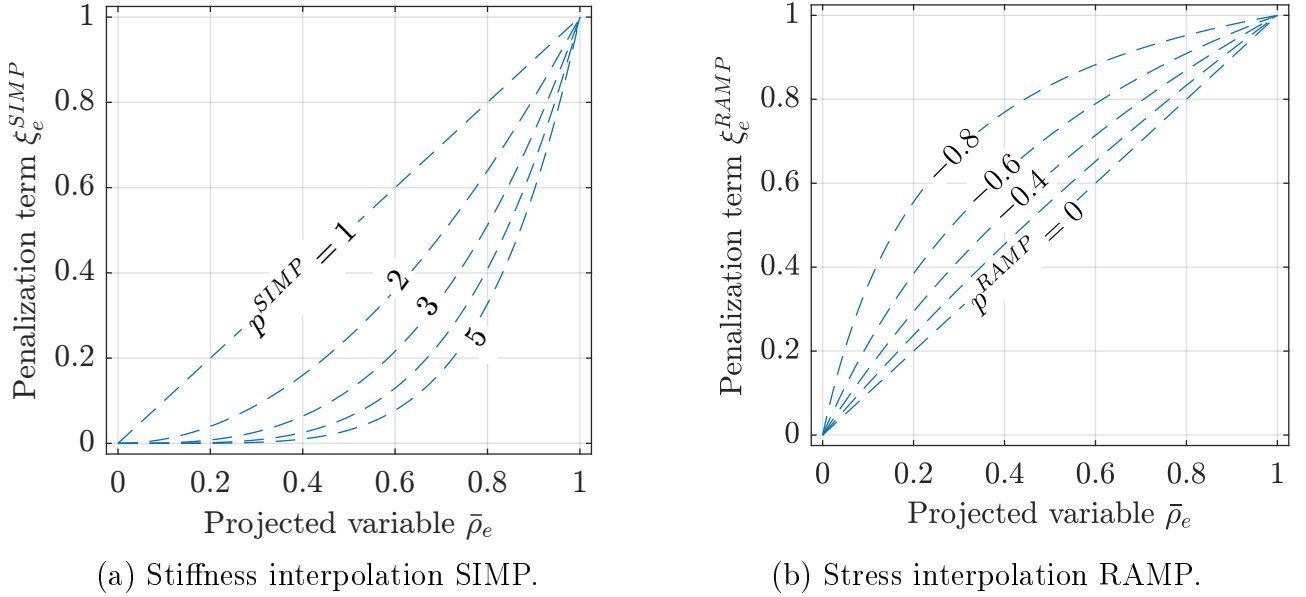 Penalization term ξ_e^{SIMP}
1
0.8
0.6
0.4
0.2
0
p^{SIMP} = 1
2
3
5
0 0.2 0.4 0.6 0.8 1
Projected variable ρ̄_e
(a) Stiffness interpolation SIMP.
Penalization term ξ_e^{RAMP}
1
0.8
0.6
0.4
0.2
0
−0.8
−0.6
−0.4
p^{RAMP} = 0
0 0.2 0.4 0.6 0.8 1
Projected variable ρ̄_e
(b) Stress interpolation RAMP.